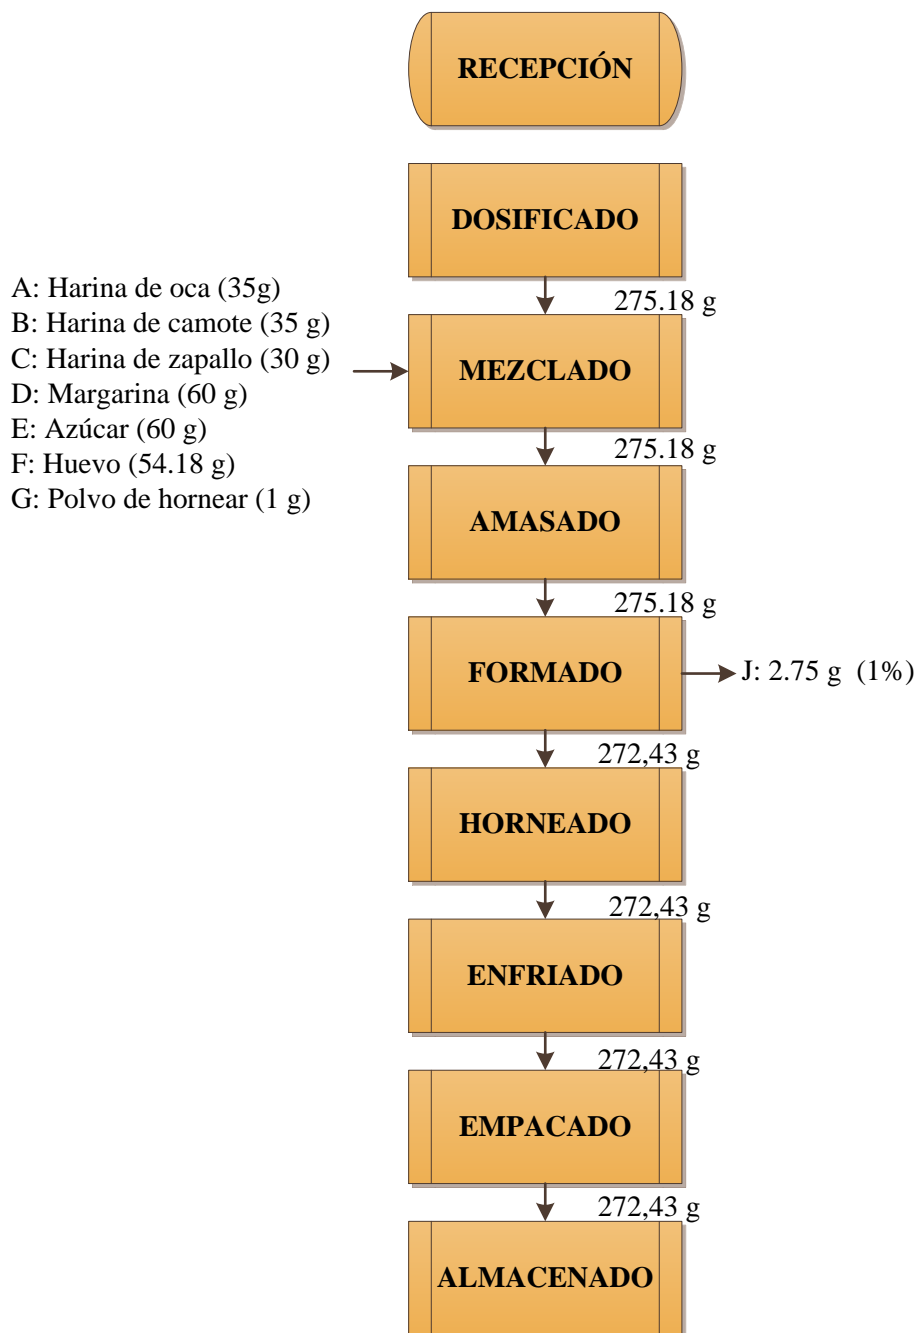 RECEPCIÓN
DOSIFICADO
275.18 g
A: Harina de oca (35g)
B: Harina de camote (35 g)
C: Harina de zapallo (30 g)
D: Margarina (60 g)
E: Azúcar (60 g)
F: Huevo (54.18 g)
G: Polvo de hornear (1 g)
MEZCLADO
275.18 g
AMASADO
275.18 g
FORMADO
J: 2.75 g (1%)
272,43 g
HORNEADO
272,43 g
ENFRIADO
272,43 g
EMPACADO
272,43 g
ALMACENADO